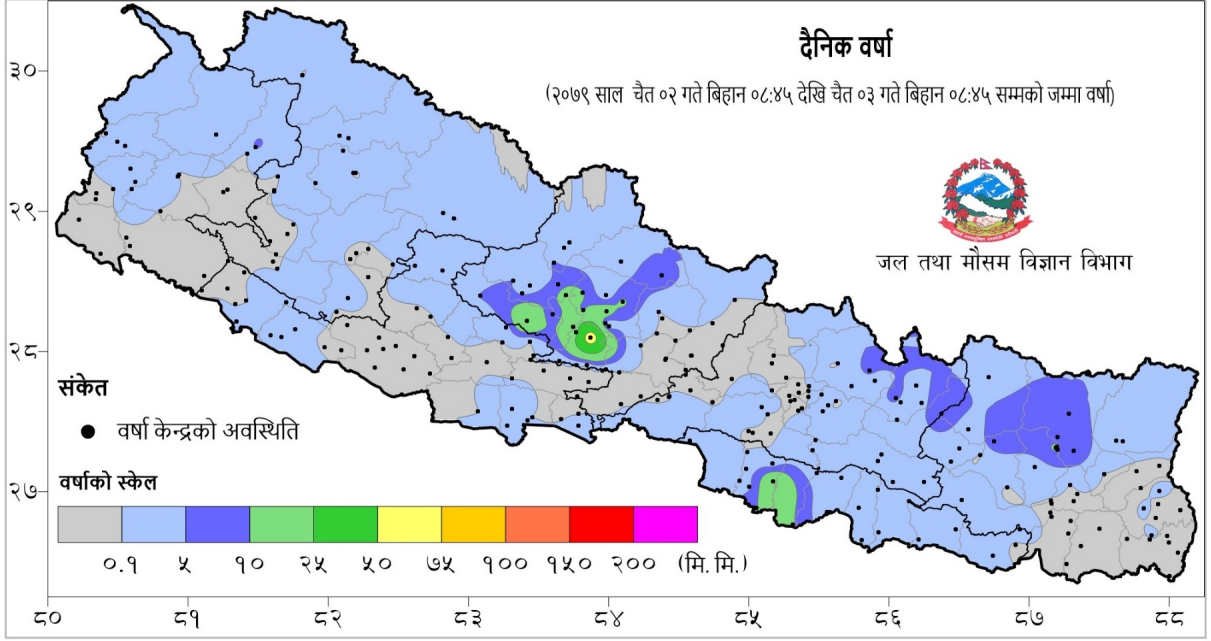 दैनिक वर्षा
(२०७९ साल चैत ०२ गते बिहान ०८:४५ देखि चैत ०३ गते बिहान ०८:४५ सम्मको जम्मा वर्षा)
जल तथा मौसम विज्ञान विभाग
३०
२९
२८
२७
संकेत
वर्षा केन्द्रको अवस्थिति
वर्षाको स्केल
०.१ ५ १० २५ ५० ७५ १०० १५० २०० (मि. मि.)
८० ८१ ८२ ८३ ८४ ८५ ८६ ८७ ८८